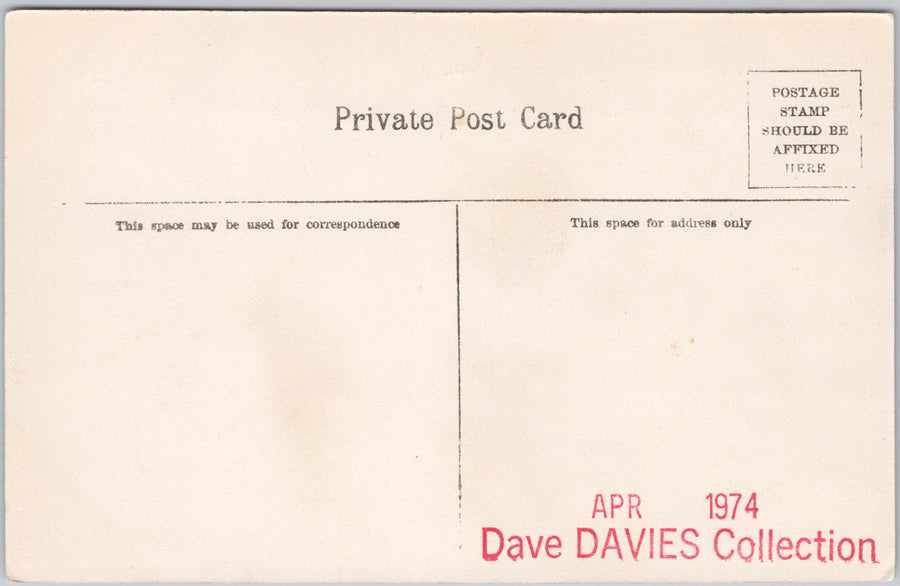 Private Post Card
POSTAGE
STAMP
SHOULD BE
AFFIXED
HERE
This space may be used for correspondence
This space for address only
APR 1974
Dave DAVIES Collection